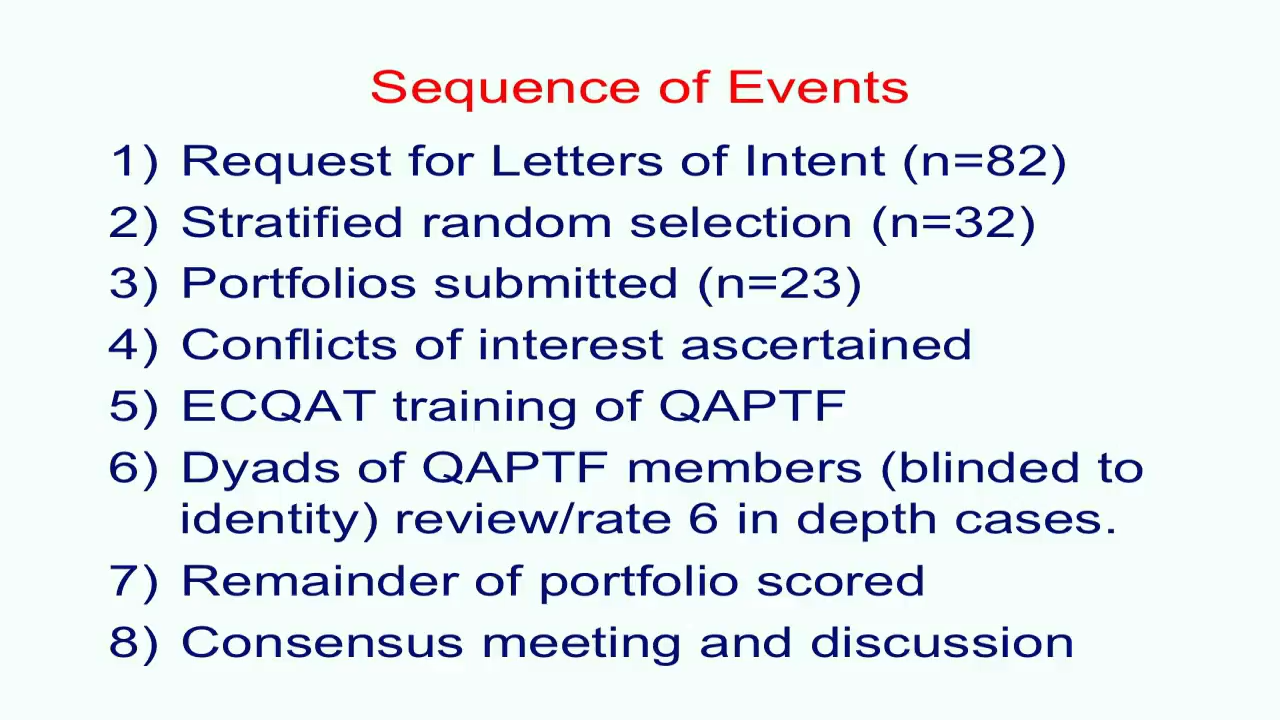 Sequence of Events
1) Request for Letters of Intent (n=82)
2) Stratified random selection (n=32)
3) Portfolios submitted (n=23)
4) Conflicts of interest ascertained
5) ECQAT training of QAPTF
6) Dyads of QAPTF members (blinded to
identity) review/rate 6 in depth cases.
7) Remainder of portfolio scored
8) Consensus meeting and discussion